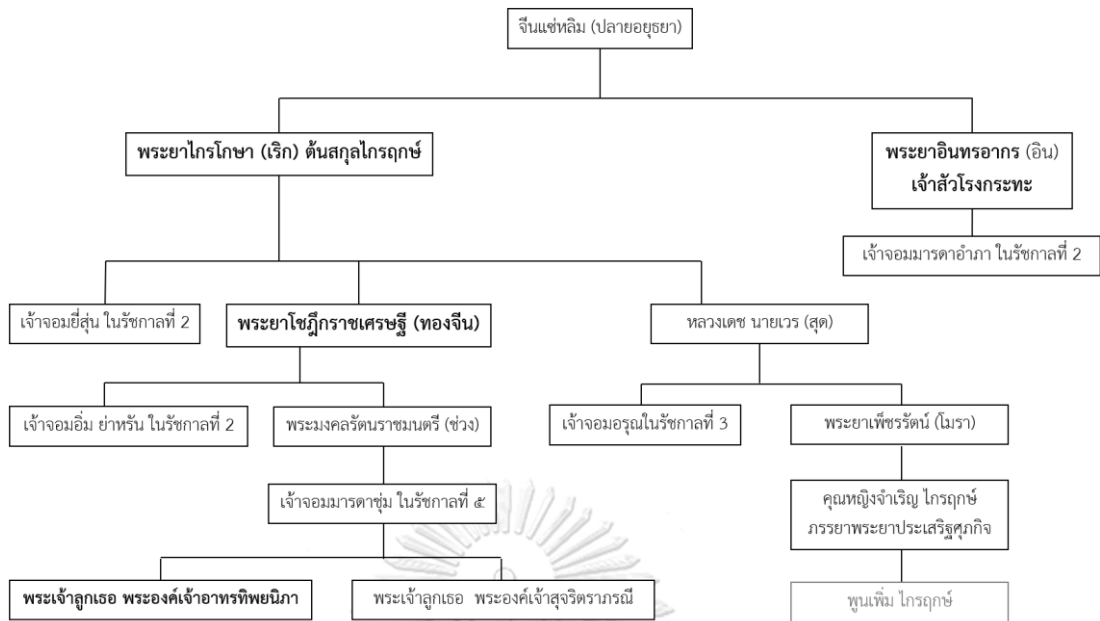 จีนแซ่หลิม (ปลายอยุธยา)
พระยาไกรโกษา (เริก) ต้นสกุลไกรฤกษ์
พระยาอินทรอากร (อิน)
เจ้าสัวโรงกระทะ
เจ้าจอมมารดาอำภา ในรัชกาลที่ 2
เจ้าจอมยี่สุ่น ในรัชกาลที่ 2
พระยาโชฎึกราชเศรษฐี (ทองจีน)
หลวงเดช นายเวร (สุด)
เจ้าจอมอิ่ม ย่าหรัน ในรัชกาลที่ 2
พระมงคลรัตนราชมนตรี (ช่วง)
เจ้าจอมอรุณในรัชกาลที่ 3
พระยาเพ็ชรรัตน์ (โมรา)
เจ้าจอมมารดาชุ่ม ในรัชกาลที่ ๕
คุณหญิงจำเริญ ไกรฤกษ์
ภรรยาพระยาประเสริฐศุภกิจ
พระเจ้าลูกเธอ พระองค์เจ้าอาทรทิพยนิภา
พระเจ้าลูกเธอ พระองค์เจ้าสุจริตราภรณี
พูนเพิ่ม ไกรฤกษ์